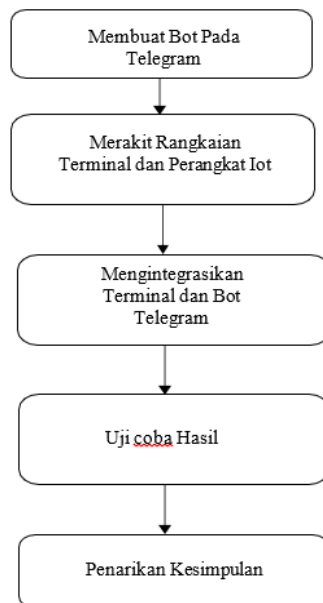 Membuat Bot Pada
Telegram
Merakit Rangkaian
Terminal dan Perangkat Iot
Mengintegrasikan
Terminal dan Bot
Telegram
Uji coba Hasil
Penarikan Kesimpulan